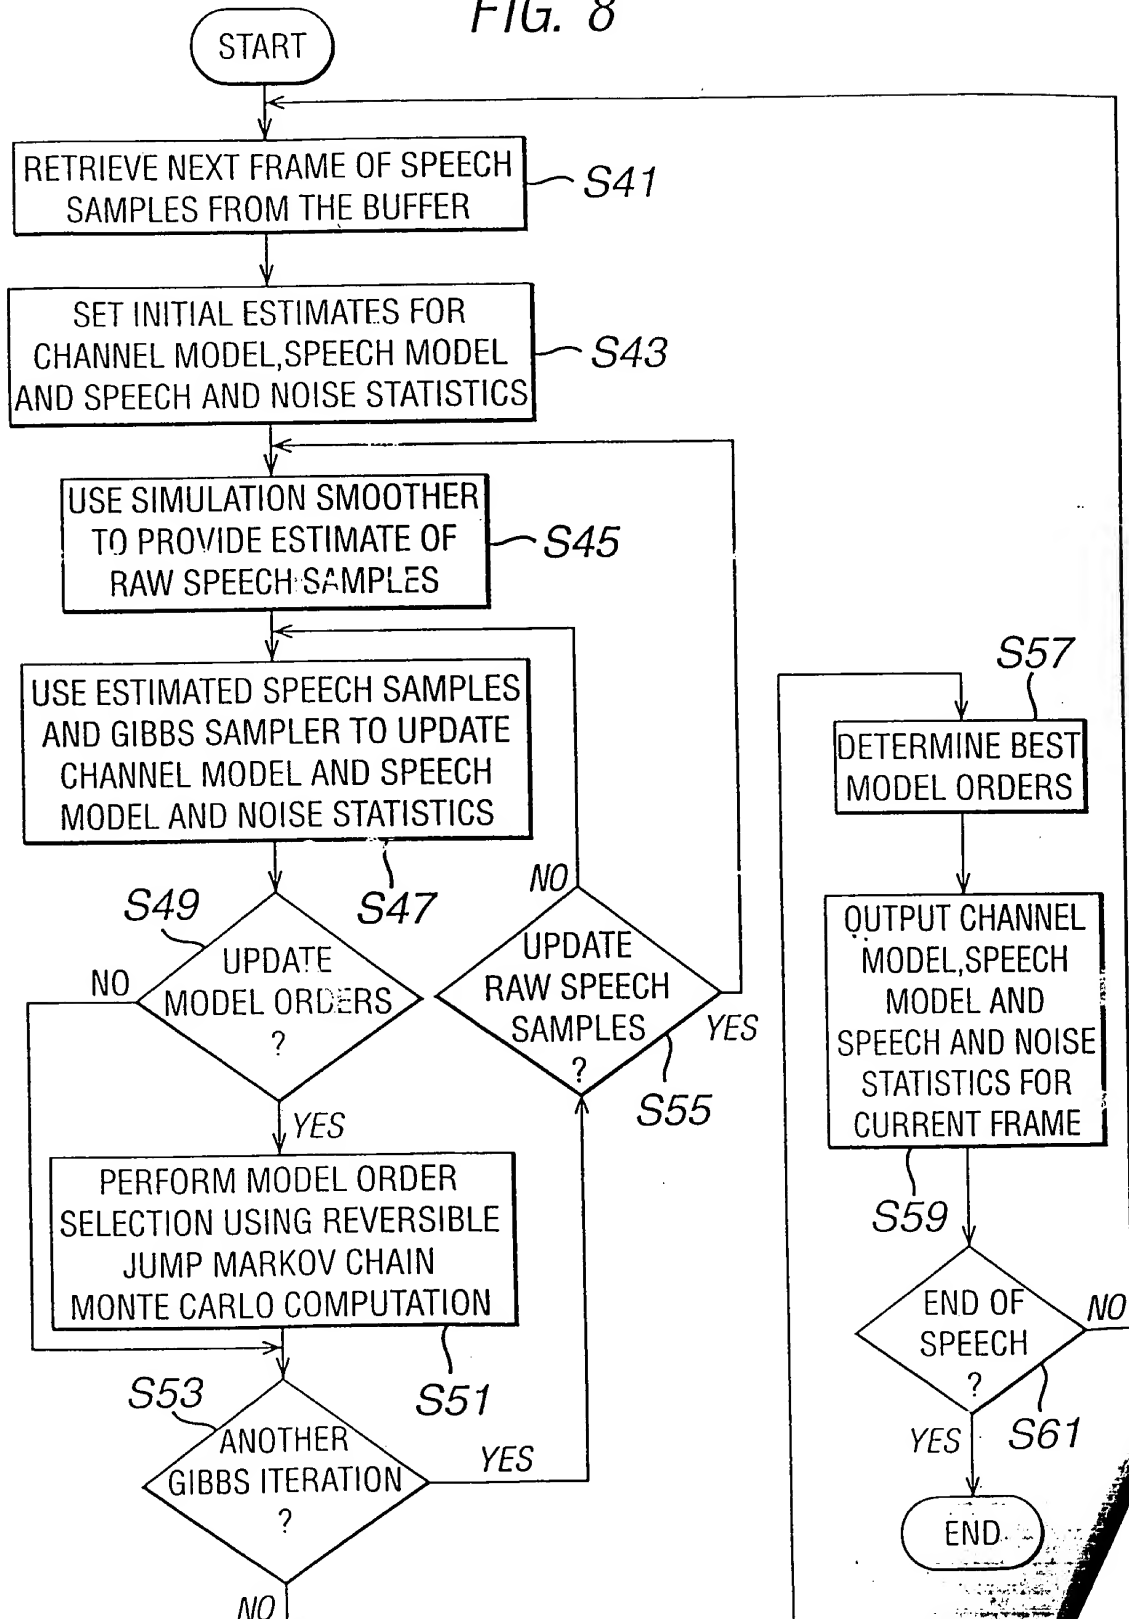 FIG. 8
START
RETRIEVE NEXT FRAME OF SPEECH
SAMPLES FROM THE BUFFER
S41
SET INITIAL ESTIMATES FOR
CHANNEL MODEL,SPEECH MODEL
AND SPEECH AND NOISE STATISTICS
S43
USE SIMULATION SMOOTHER
TO PROVIDE ESTIMATE OF
RAW SPEECH SAMPLES
S45
USE ESTIMATED SPEECH SAMPLES
AND GIBBS SAMPLER TO UPDATE
CHANNEL MODEL AND SPEECH
MODEL AND NOISE STATISTICS
S47
S49
UPDATE
MODEL ORDERS
?
NO
YES
PERFORM MODEL ORDER
SELECTION USING REVERSIBLE
JUMP MARKOV CHAIN
MONTE CARLO COMPUTATION
S51
S53
ANOTHER
GIBBS ITERATION
?
YES
NO
NO
UPDATE
RAW SPEECH
SAMPLES
?
YES
S55
S57
DETERMINE BEST
MODEL ORDERS
OUTPUT CHANNEL
MODEL,SPEECH
MODEL AND
SPEECH AND NOISE
STATISTICS FOR
CURRENT FRAME
S59
END OF
SPEECH
?
NO
YES
S61
END